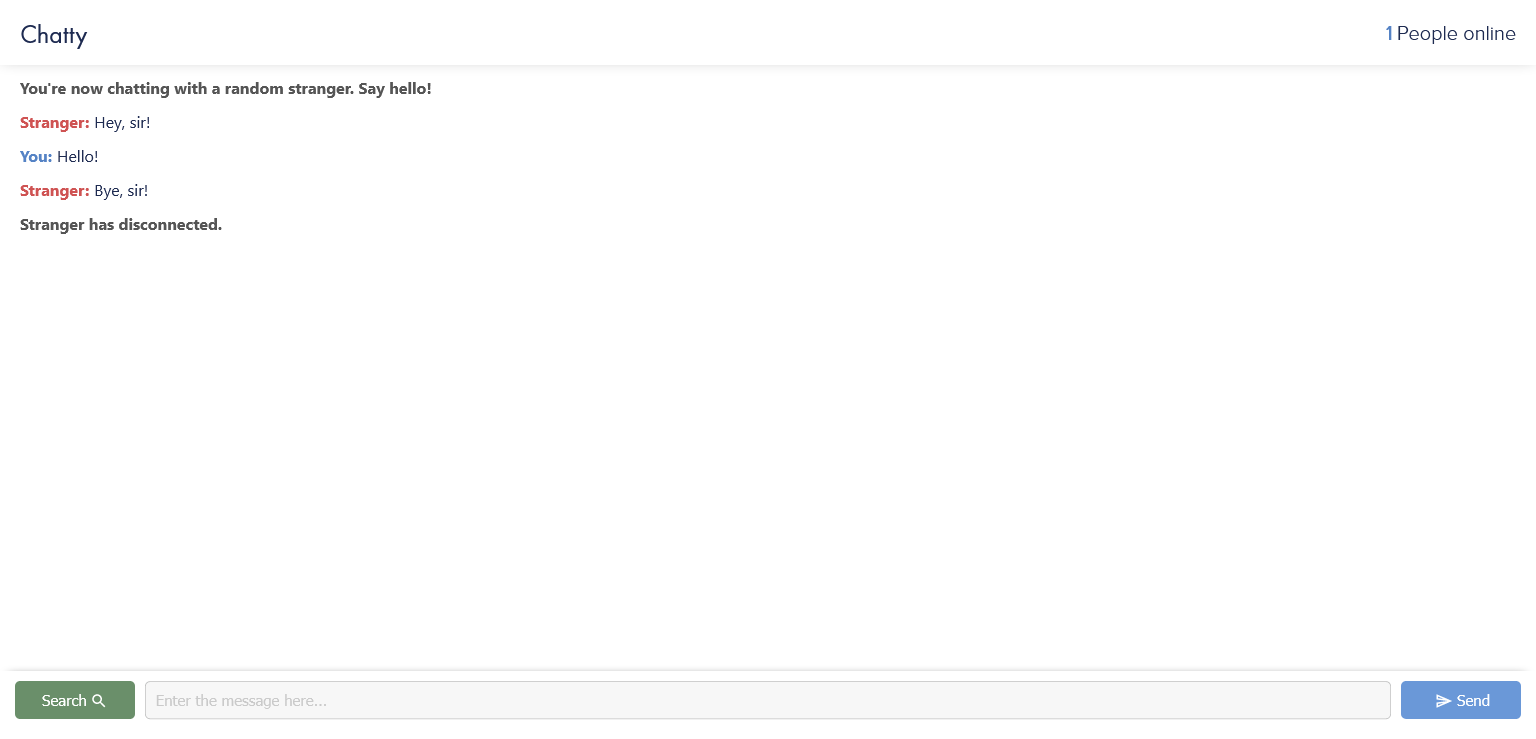 Chatty
1 People online
You're now chatting with a random stranger. Say hello!
Stranger: Hey, sir!
You: Hello!
Stranger: Bye, sir!
Stranger has disconnected.
Search
Enter the message here...
Send